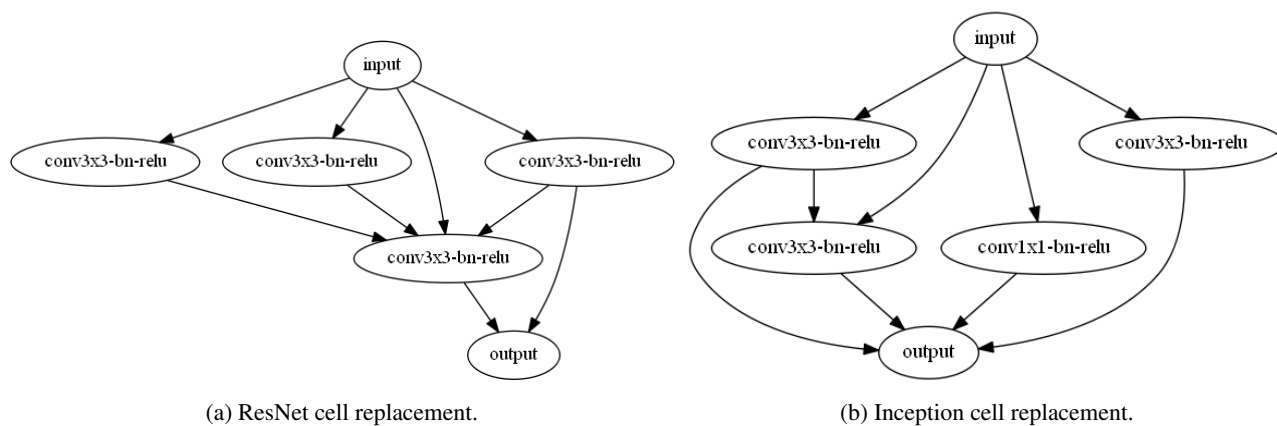 input
conv3x3-bn-relu
conv3x3-bn-relu
conv3x3-bn-relu
conv3x3-bn-relu
output
(a) ResNet cell replacement.
input
conv3x3-bn-relu
conv3x3-bn-relu
conv3x3-bn-relu
conv1x1-bn-relu
output
(b) Inception cell replacement.